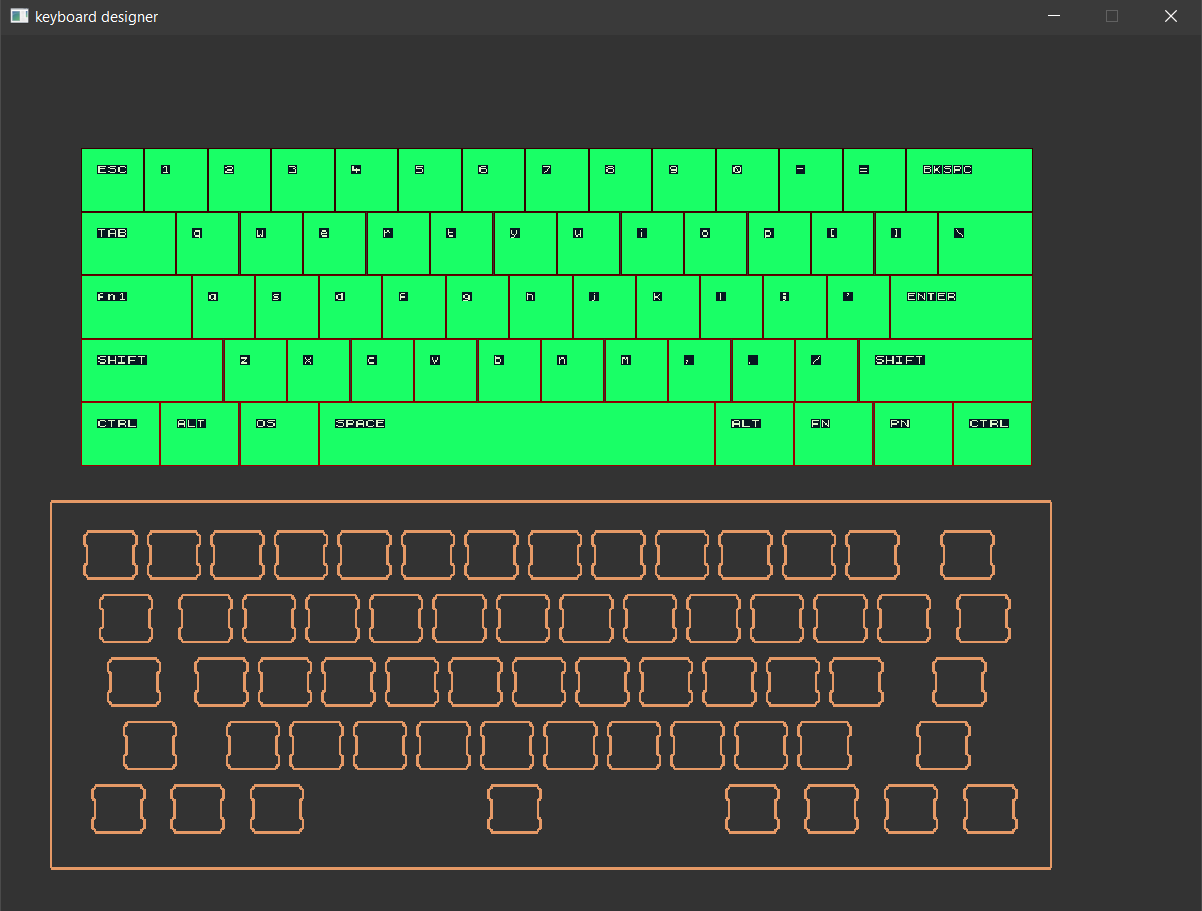 keyboard designer
ESC 1 2 3 4 5 6 7 8 9 0 - = BKSPC
TAB q w e r t y u i o p [ ] \
fn1 a s d f g h j k l ; ' ENTER
SHIFT z x c v b n M , . / SHIFT
CTRL ALT OS SPACE ALT FN FN CTRL